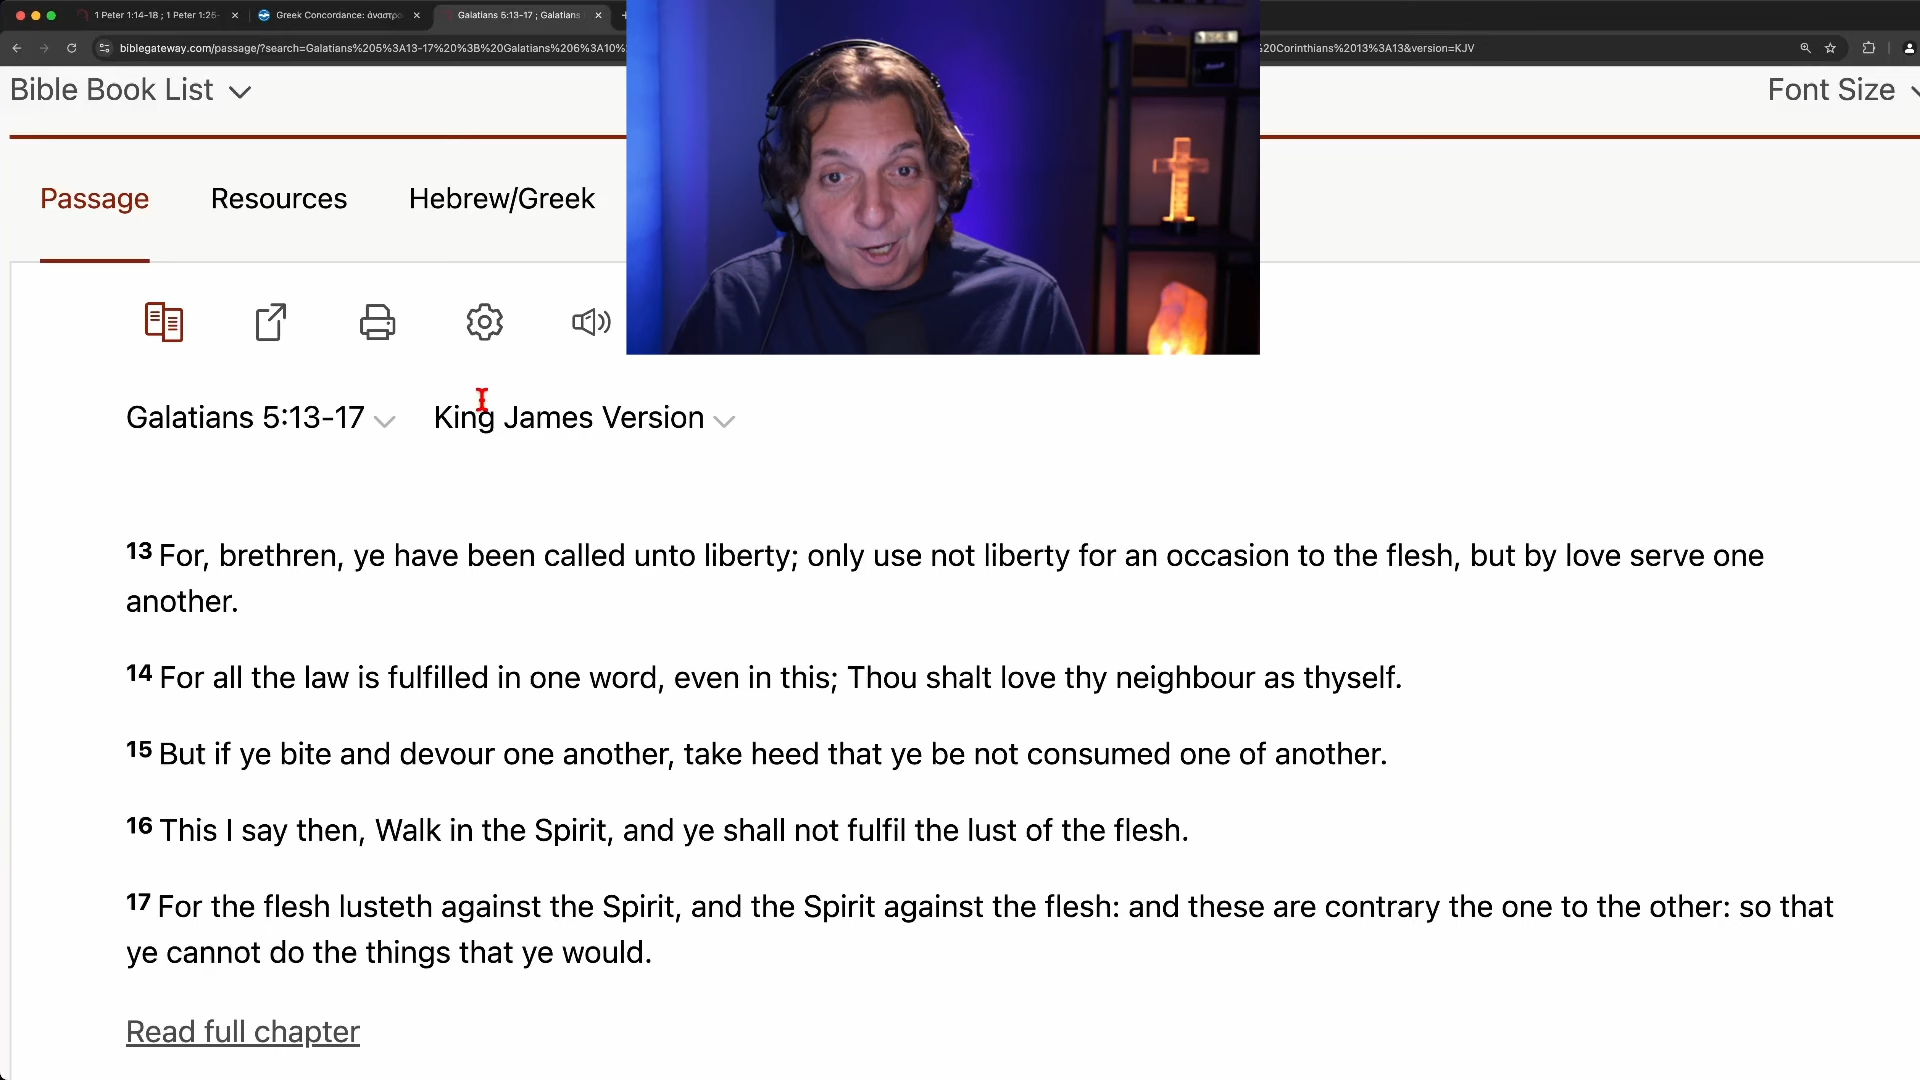 1 Peter 1:14-18 ; 1 Peter 1:25-
Greek Concordance: ἀναστρο
Galatians 5:13-17 ; Galatians
biblegateway.com/passage/?search=Galatians%205%3A13-17%20%3B%20Galatians%206%3A10%
%20Corinthians%2013%3A13&version=KJV
Bible Book List
Font Size
Passage
Resources
Hebrew/Greek
Galatians 5:13-17
King James Version
13 For, brethren, ye have been called unto liberty; only use not liberty for an occasion to the flesh, but by love serve one
another.
14 For all the law is fulfilled in one word, even in this; Thou shalt love thy neighbour as thyself.
15 But if ye bite and devour one another, take heed that ye be not consumed one of another.
16 This I say then, Walk in the Spirit, and ye shall not fulfil the lust of the flesh.
17 For the flesh lusteth against the Spirit, and the Spirit against the flesh: and these are contrary the one to the other: so that
ye cannot do the things that ye would.
Read full chapter